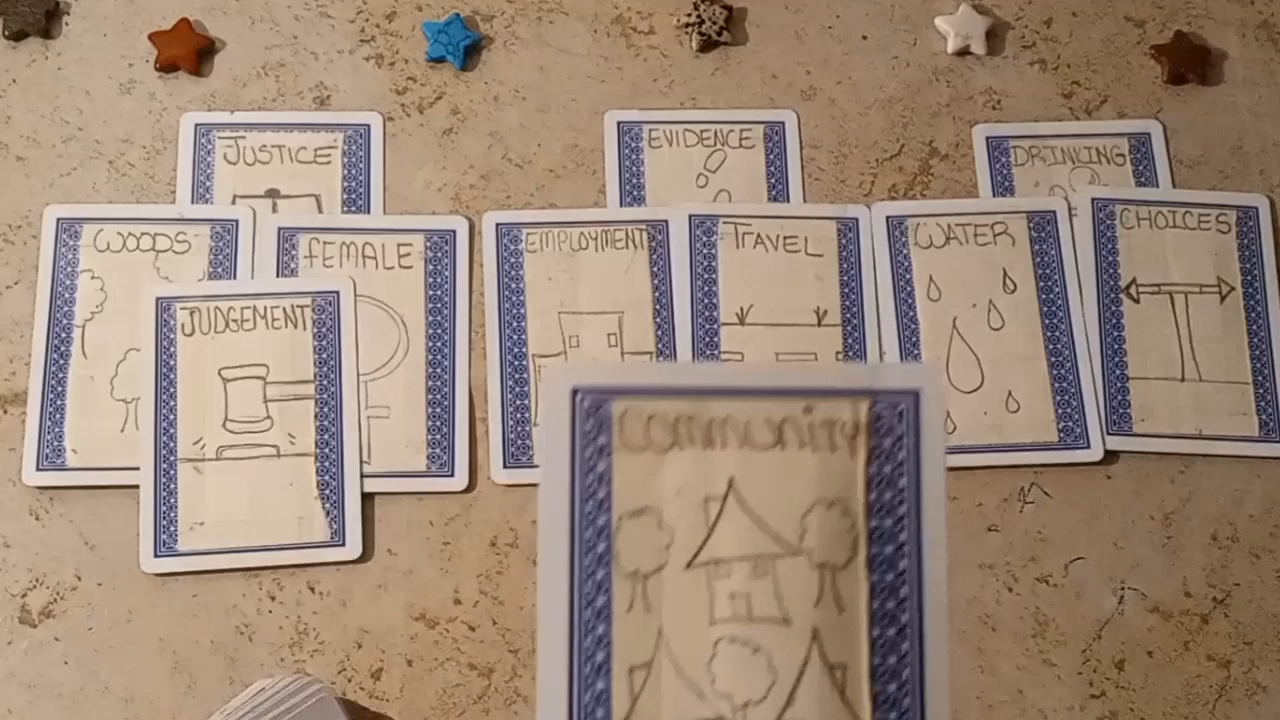 JUSTICE
EVIDENCE
DRINKING
WOODS
FEMALE
EMPLOYMENT
TRAVEL
WATER
CHOICES
JUDGEMENT
COMMUNITY